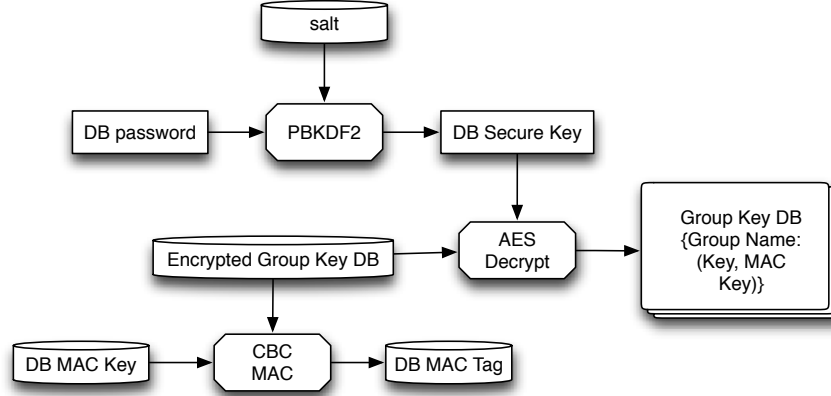 salt
DB password
PBKDF2
DB Secure Key
Group Key DB
{Group Name:
(Key, MAC
Key)}
Encrypted Group Key DB
AES
Decrypt
DB MAC Key
CBC
MAC
DB MAC Tag